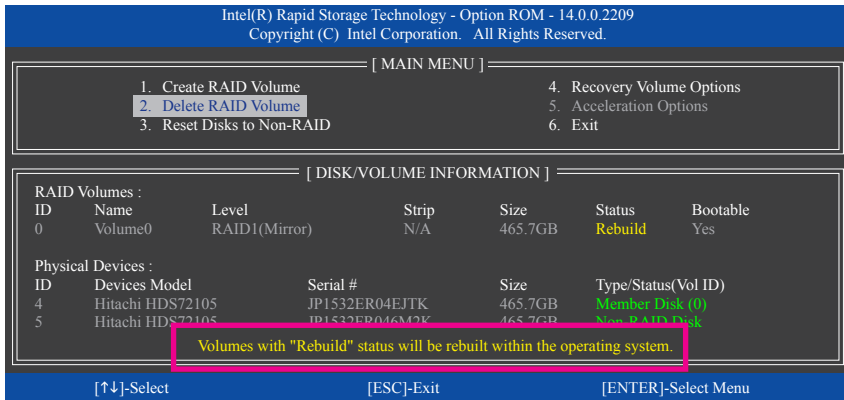 Intel(R) Rapid Storage Technology - Option ROM - 14.0.0.2209
Copyright (C) Intel Corporation. All Rights Reserved.
[ MAIN MENU ]
1. Create RAID Volume 4. Recovery Volume Options
2. Delete RAID Volume 5. Acceleration Options
3. Reset Disks to Non-RAID 6. Exit
[ DISK/VOLUME INFORMATION ]
RAID Volumes :
ID Name Level Strip Size Status Bootable
0 Volume0 RAID1(Mirror) N/A 465.7GB Rebuild Yes
Physical Devices :
ID Devices Model Serial # Size Type/Status(Vol ID)
4 Hitachi HDS72105 JP1532ER04EJTK 465.7GB Member Disk (0)
5 Hitachi HDS72105 JP1532ER046M2K 465.7GB Non-RAID Disk
Volumes with "Rebuild" status will be rebuilt within the operating system.
[↑↓]-Select [ESC]-Exit [ENTER]-Select Menu